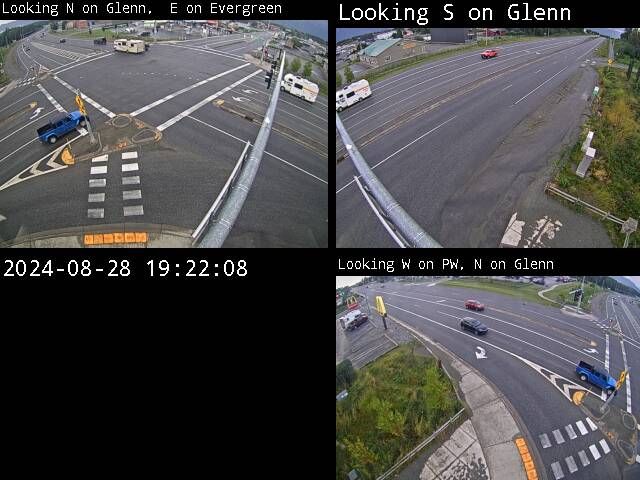 Looking N on Glenn, E on Evergreen
Looking S on Glenn
2024-08-28 19:22:08
Looking W on PW, N on Glenn